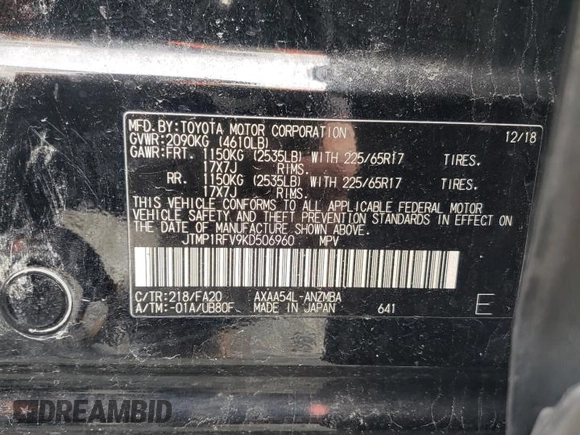 MFD.BY:TOYOTA MOTOR CORPORATION 12/18
GVWR:2090KG (4610LB)
GAWR:FRT. 1150KG (2535LB) WITH 225/65R17 TIRES.
17X7J RIMS.
RR. 1150KG (2535LB) WITH 225/65R17 TIRES.
17X7J RIMS.
THIS VEHICLE CONFORMS TO ALL APPLICABLE FEDERAL MOTOR
VEHICLE SAFETY AND THEFT PREVENTION STANDARDS IN EFFECT
ON THE DATE OF MANUFACTURE SHOWN ABOVE.
JTMP1RFV9KD506960 MPV
C/TR:218/FA20 AXAA54L-ANZMBA
A/TM:-01A/UB80F MADE IN JAPAN 641 E
DREAMBID